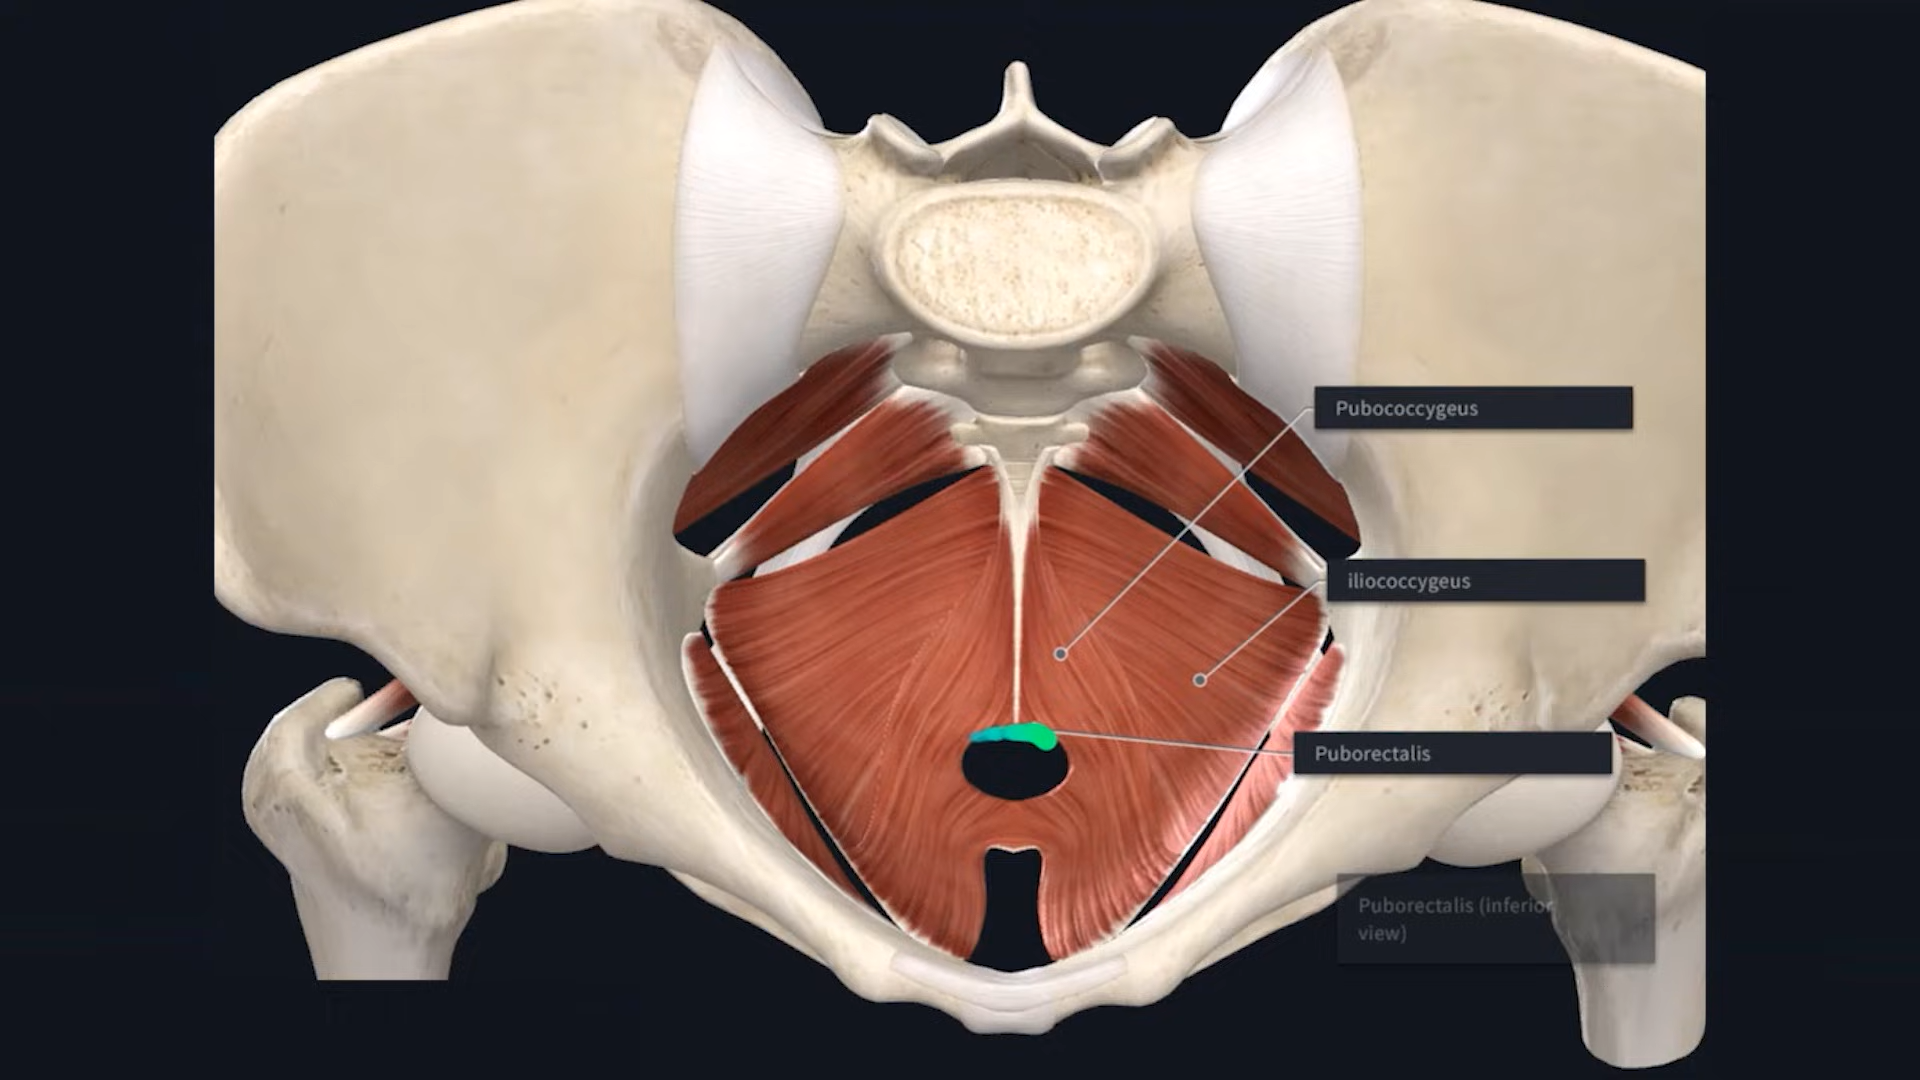 Pubococcygeus
iliococcygeus
Puborectalis
Puborectalis (inferior
view)